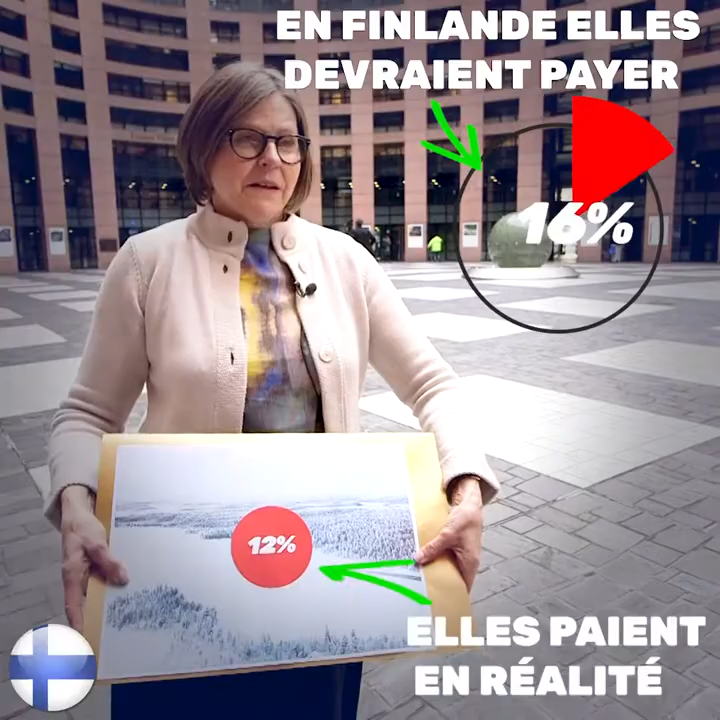 EN FINLANDE ELLES
DEVRAIENT PAYER
16%
12%
ELLES PAIENT
EN RÉALITÉ